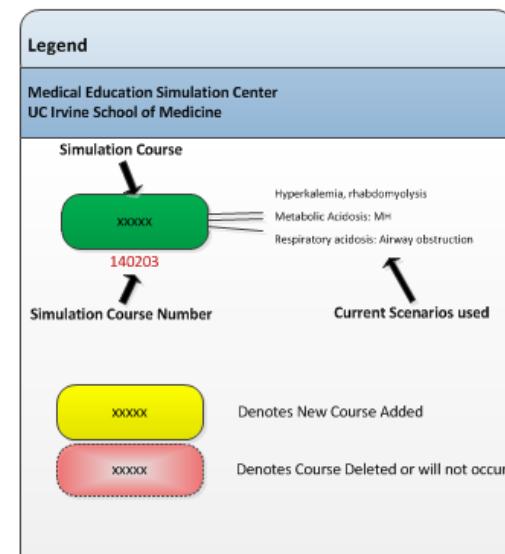 Legend
Medical Education Simulation Center
UC Irvine School of Medicine
Simulation Course
xxxxx
Hyperkalemia, rhabdomyolysis
Metabolic Acidosis: MH
Respiratory acidosis: Airway obstruction
140203
Simulation Course Number
Current Scenarios used
xxxxx
Denotes New Course Added
xxxxx
Denotes Course Deleted or will not occur